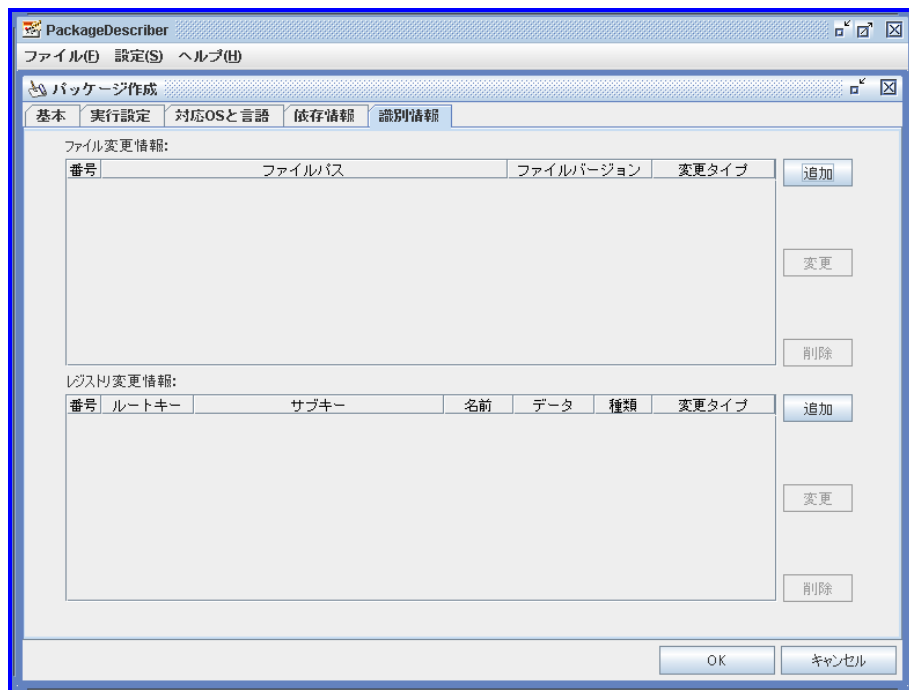 PackageDescriber
ファイル(F) 設定(S) ヘルプ(H)
パッケージ作成
基本 実行設定 対応OSと言語 依存情報 識別情報
ファイル変更情報:
番号 ファイルパス ファイルバージョン 変更タイプ 追加
変更
削除
レジストリ変更情報:
番号 ルートキー サブキー 名前 データ 種類 変更タイプ 追加
変更
削除
OK キャンセル